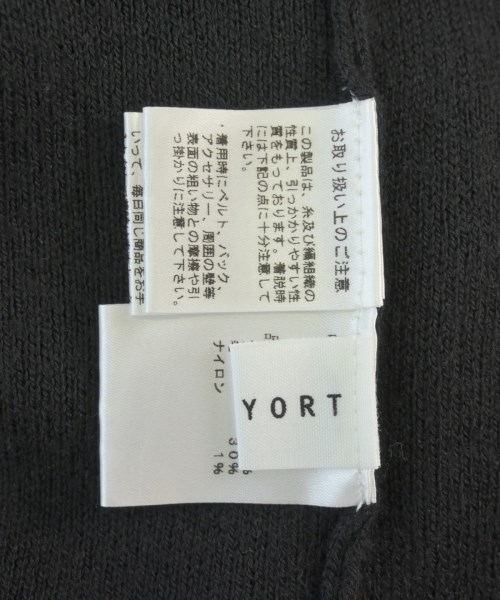 お取り扱い上のご注意
この製品は、糸及び編組織の
性質上、引っかかりやすい性
質をもっております。着脱時
には下記の点に十分注意して
下さい。
・着用時にベルト、バック、
アクセサリー、周囲の壁等
表面の粗い物との摩擦や引
っ掛かりに注意して下さい。
いって、毎日同じ商品をお手
ナイロン
30%
1%
YORT